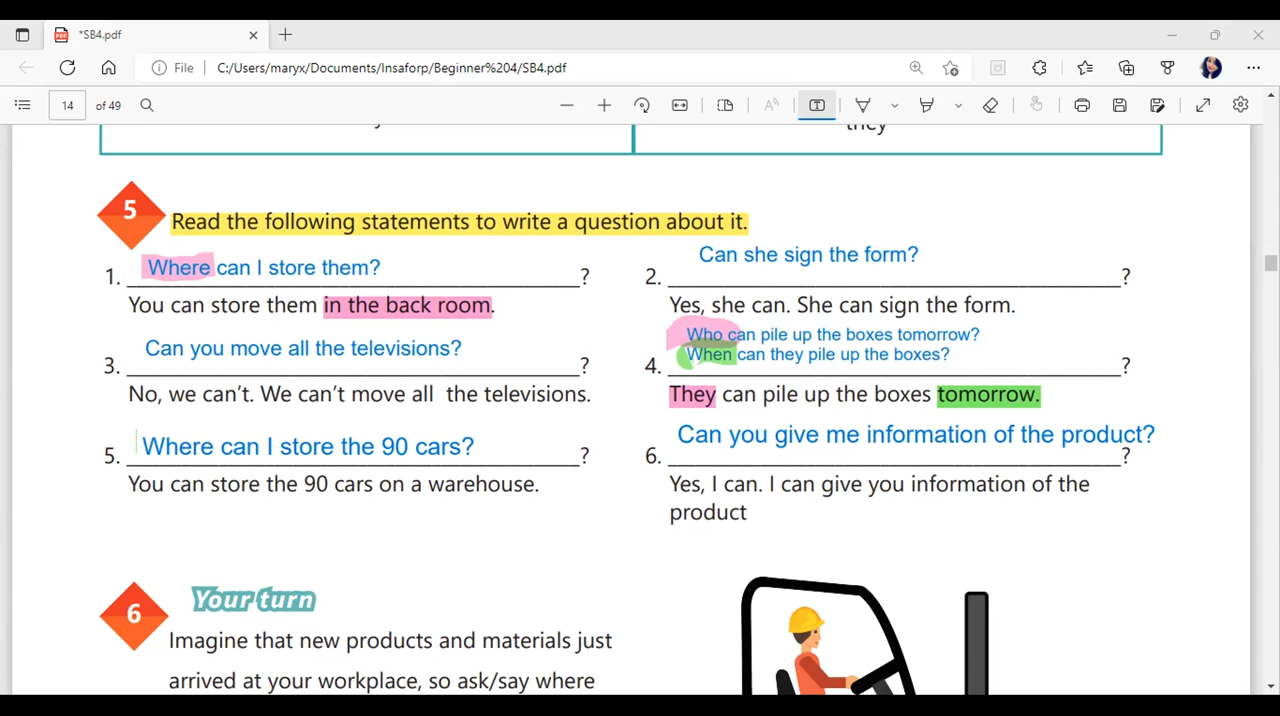 *SB4.pdf
File C:/Users/maryx/Documents/Insaforp/Beginner%204/SB4.pdf
14 of 49
they
5 Read the following statements to write a question about it.
Where can I store them?
1. ?
You can store them in the back room.
Can she sign the form?
2. ?
Yes, she can. She can sign the form.
Can you move all the televisions?
3. ?
No, we can't. We can't move all the televisions.
Who can pile up the boxes tomorrow?
When can they pile up the boxes?
4. ?
They can pile up the boxes tomorrow.
Where can I store the 90 cars?
5. ?
You can store the 90 cars on a warehouse.
Can you give me information of the product?
6. ?
Yes, I can. I can give you information of the
product
6 Your turn
Imagine that new products and materials just
arrived at your workplace, so ask/say where